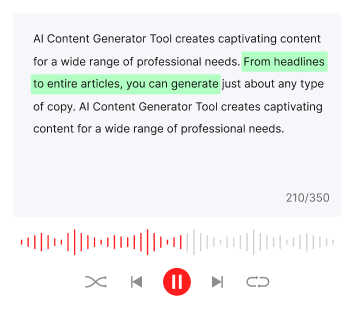 AI Content Generator Tool creates captivating content
for a wide range of professional needs. From headlines
to entire articles, you can generate just about any type
of copy. AI Content Generator Tool creates captivating
content for a wide range of professional needs.
210/350